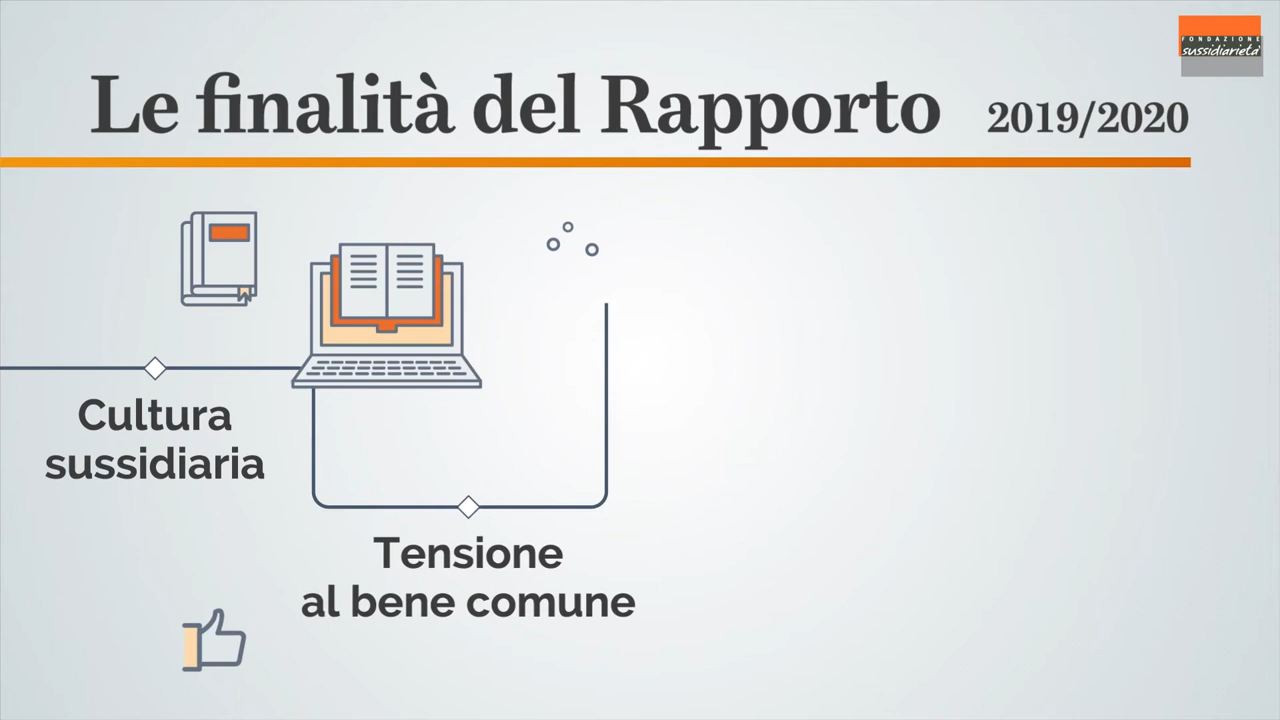 FONDAZIONE
sussidiarietà
Le finalità del Rapporto 2019/2020
Cultura
sussidiaria
Tensione
al bene comune